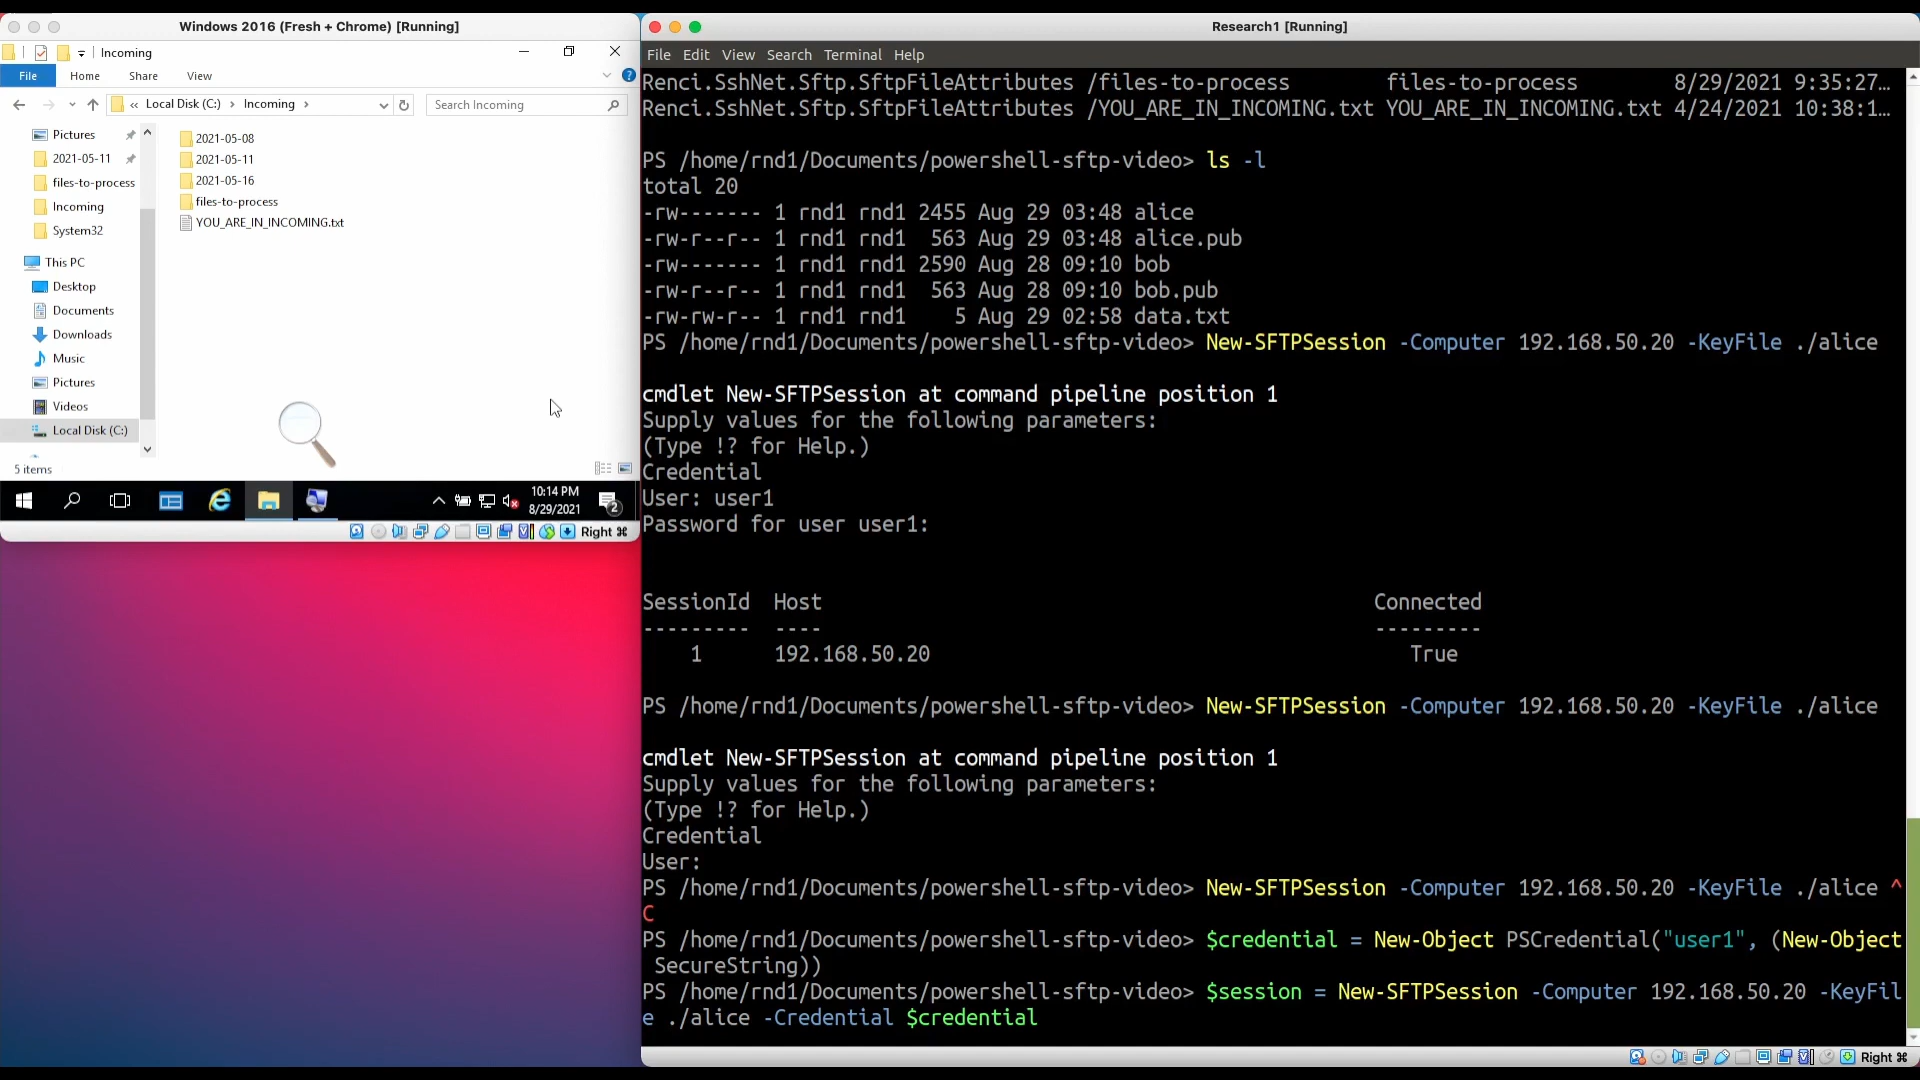 Windows 2016 (Fresh + Chrome) [Running]
Incoming
File Home Share View
« Local Disk (C:) > Incoming >
Search Incoming
Pictures
2021-05-11
files-to-process
Incoming
System32
This PC
Desktop
Documents
Downloads
Music
Pictures
Videos
Local Disk (C:)
2021-05-08
2021-05-11
2021-05-16
files-to-process
YOU_ARE_IN_INCOMING.txt
5 items
10:14 PM
8/29/2021
2
Right ⌘
Research1 [Running]
File Edit View Search Terminal Help
Renci.SshNet.Sftp.SftpFileAttributes /files-to-process files-to-process 8/29/2021 9:35:27…
Renci.SshNet.Sftp.SftpFileAttributes /YOU_ARE_IN_INCOMING.txt YOU_ARE_IN_INCOMING.txt 4/24/2021 10:38:1…
PS /home/rnd1/Documents/powershell-sftp-video> ls -l
total 20
-rw------- 1 rnd1 rnd1 2455 Aug 29 03:48 alice
-rw-r--r-- 1 rnd1 rnd1 563 Aug 29 03:48 alice.pub
-rw------- 1 rnd1 rnd1 2590 Aug 28 09:10 bob
-rw-r--r-- 1 rnd1 rnd1 563 Aug 28 09:10 bob.pub
-rw-rw-r-- 1 rnd1 rnd1 5 Aug 29 02:58 data.txt
PS /home/rnd1/Documents/powershell-sftp-video> New-SFTPSession -Computer 192.168.50.20 -KeyFile ./alice
cmdlet New-SFTPSession at command pipeline position 1
Supply values for the following parameters:
(Type !? for Help.)
Credential
User: user1
Password for user user1:
SessionId Host Connected
--------- ---- ---------
1 192.168.50.20 True
PS /home/rnd1/Documents/powershell-sftp-video> New-SFTPSession -Computer 192.168.50.20 -KeyFile ./alice
cmdlet New-SFTPSession at command pipeline position 1
Supply values for the following parameters:
(Type !? for Help.)
Credential
User:
PS /home/rnd1/Documents/powershell-sftp-video> New-SFTPSession -Computer 192.168.50.20 -KeyFile ./alice ^
C
PS /home/rnd1/Documents/powershell-sftp-video> $credential = New-Object PSCredential("user1", (New-Object
SecureString))
PS /home/rnd1/Documents/powershell-sftp-video> $session = New-SFTPSession -Computer 192.168.50.20 -KeyFil
e ./alice -Credential $credential
Right ⌘